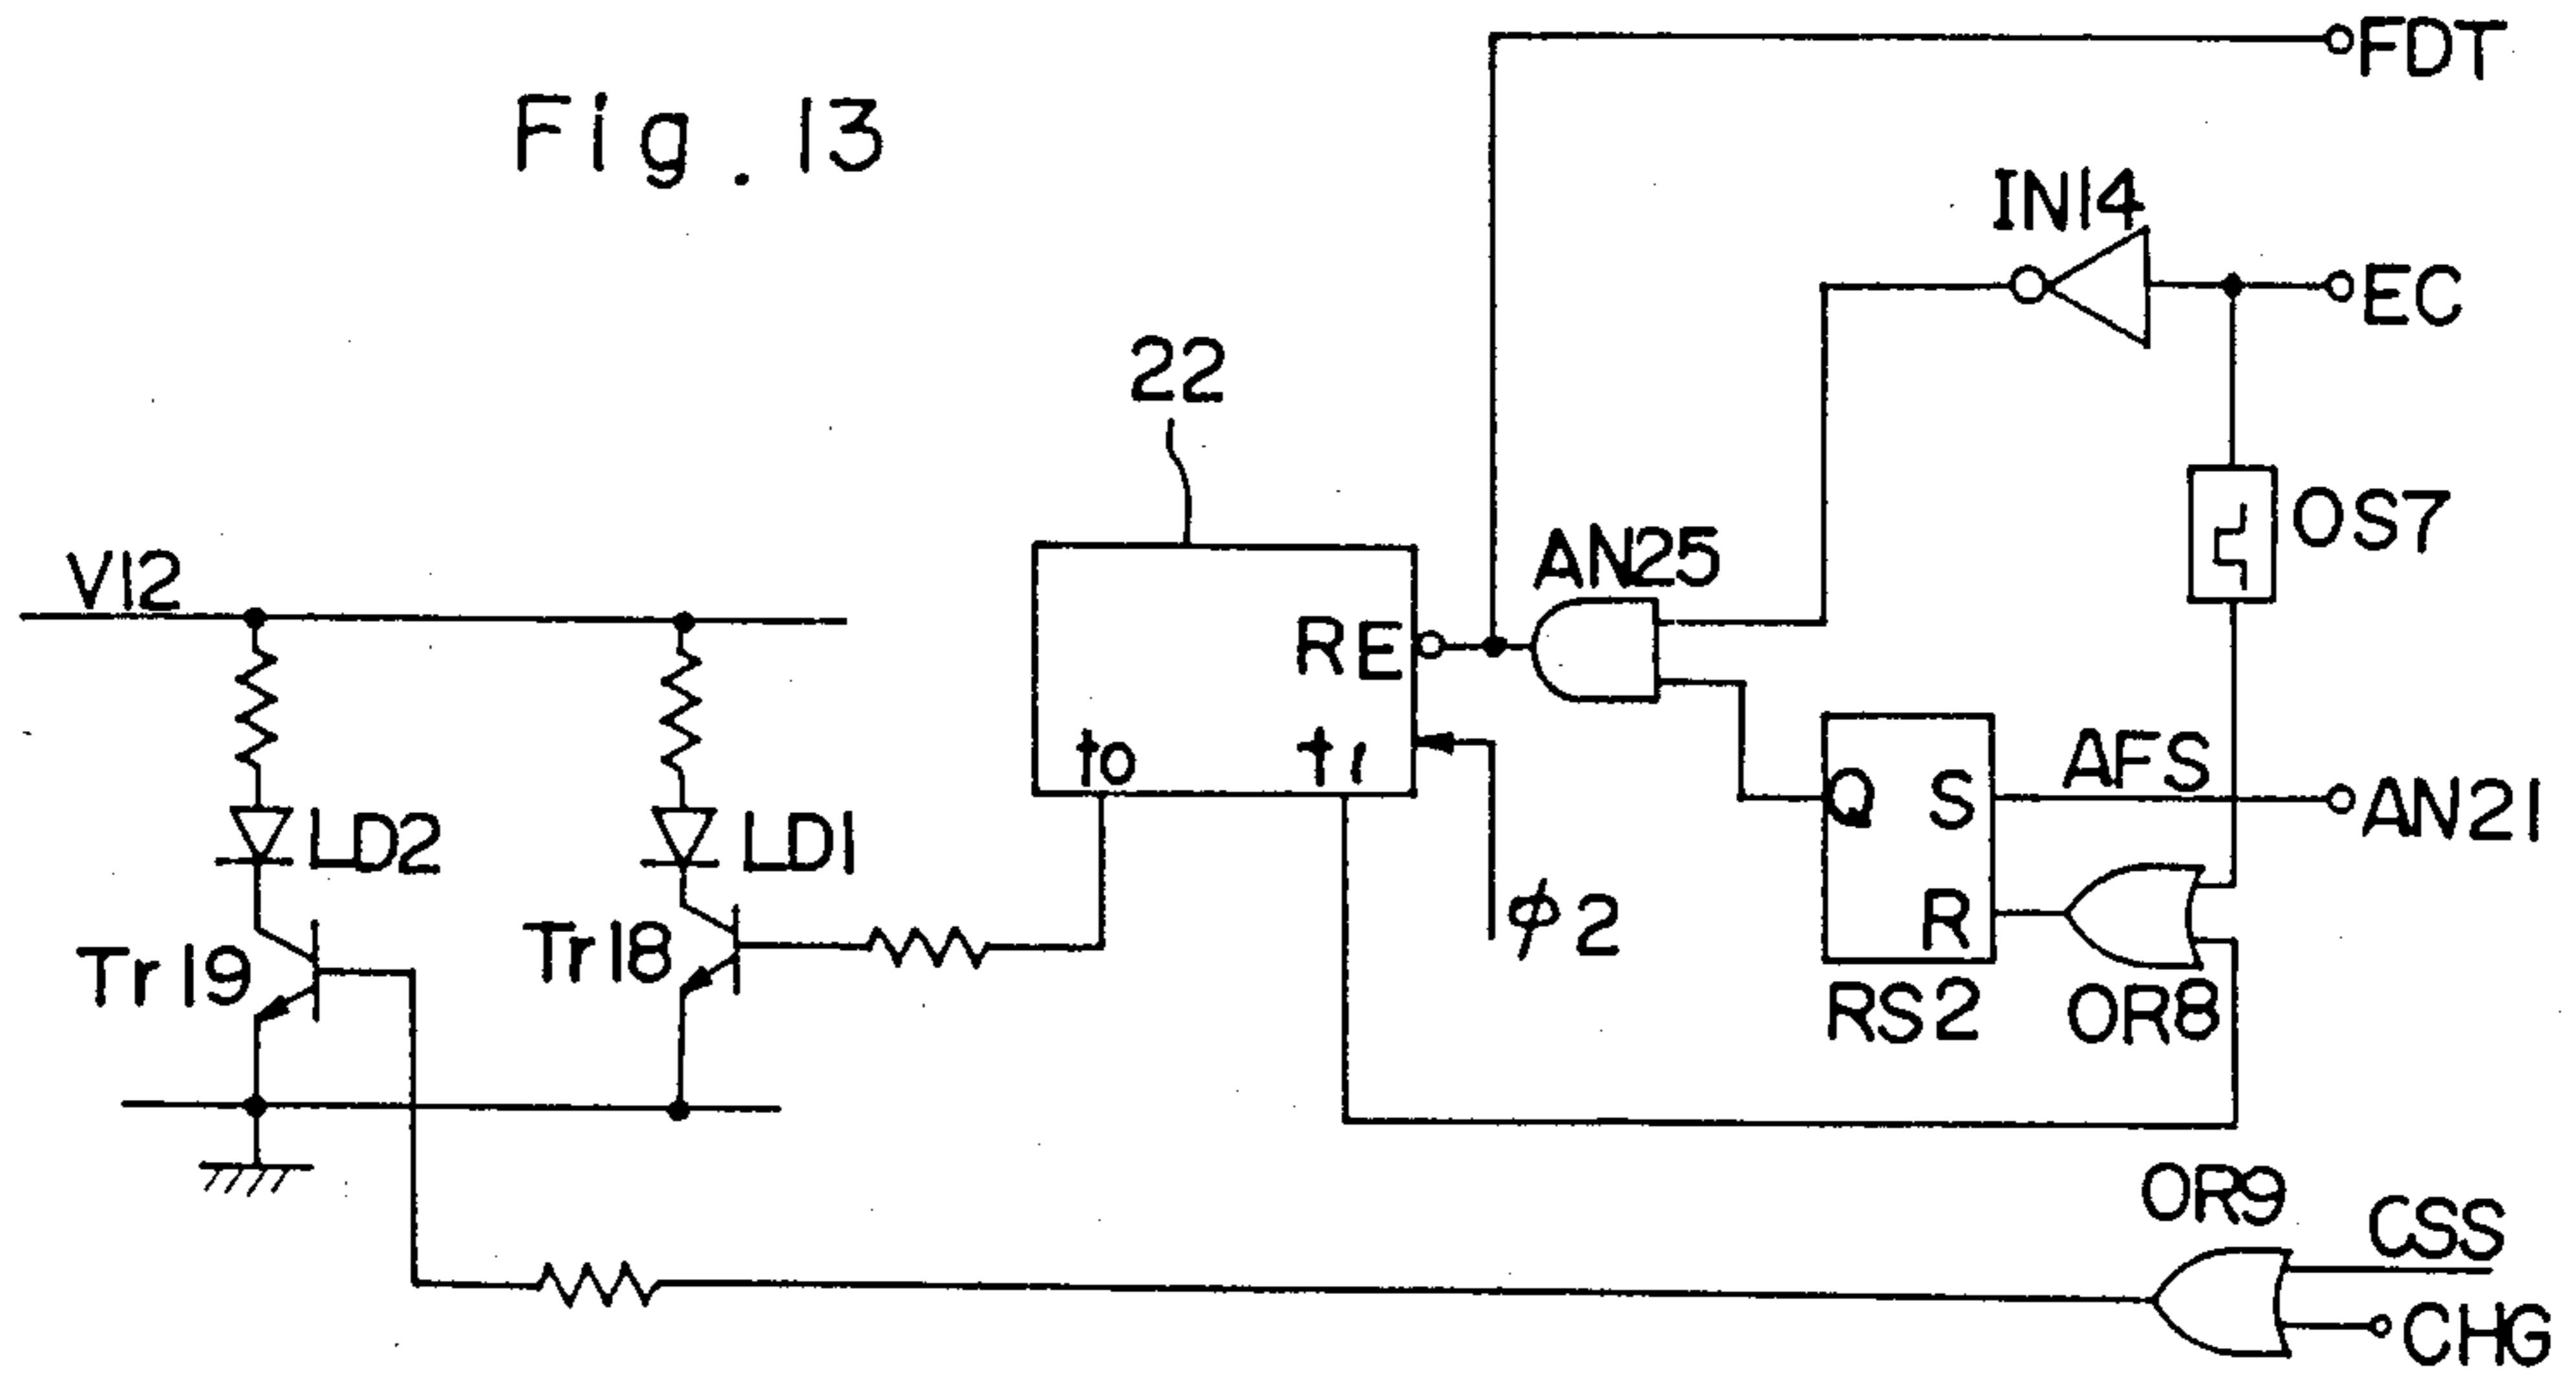 FDT
Fig. 13
IN14
EC
22
OS7
AN25
V12
RE
to
t1
AFS
Q
S
AN21
LD2
LD1
R
φ2
Tr19
Tr18
RS2
OR8
OR9
CSS
CHG